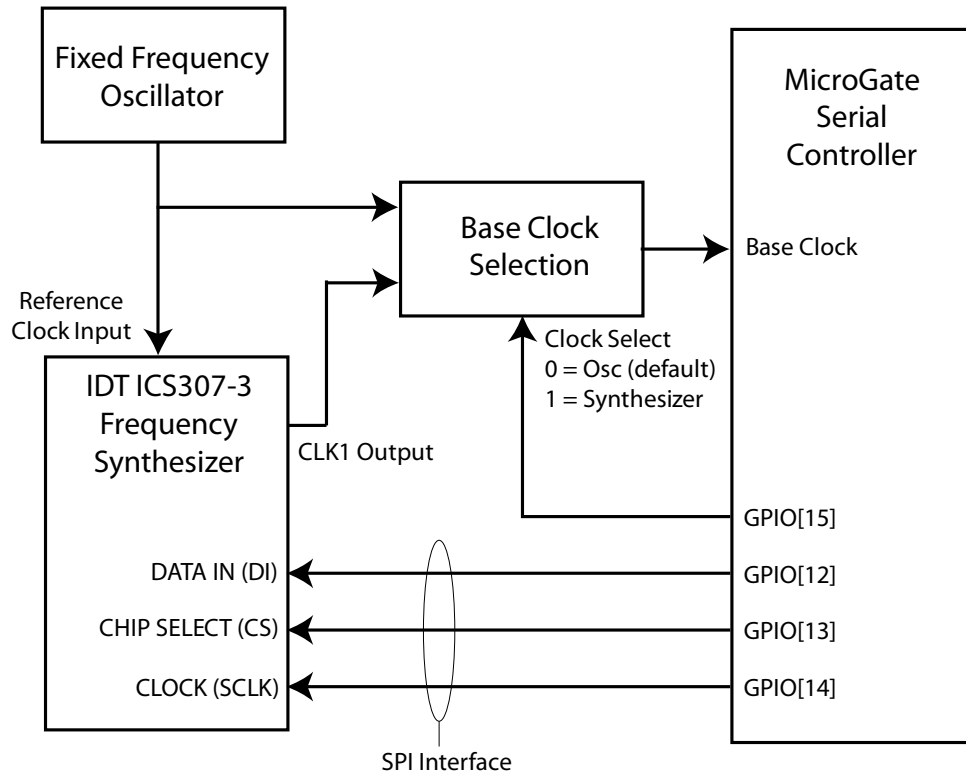 Fixed Frequency
Oscillator
MicroGate
Serial
Controller
Base Clock
Selection
Base Clock
Reference
Clock Input
Clock Select
0 = Osc (default)
1 = Synthesizer
IDT ICS307-3
Frequency
Synthesizer
CLK1 Output
GPIO[15]
DATA IN (DI)
GPIO[12]
CHIP SELECT (CS)
GPIO[13]
CLOCK (SCLK)
GPIO[14]
SPI Interface